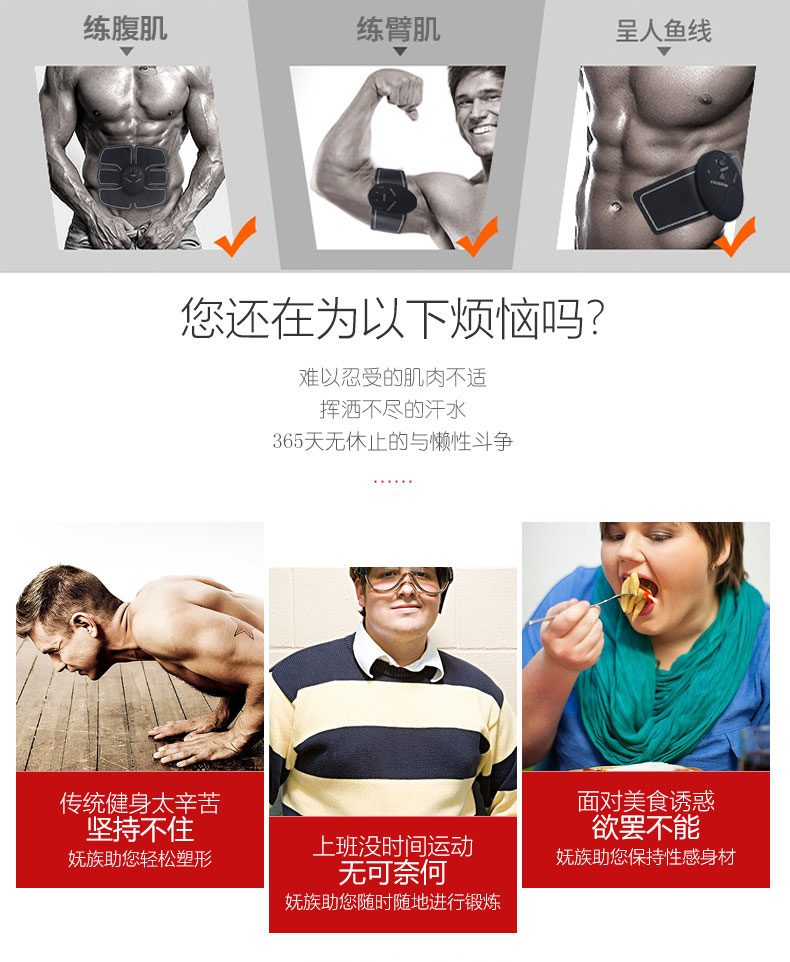 练腹肌
练臂肌
呈人鱼线
您还在为以下烦恼吗?
难以忍受的肌肉不适
挥洒不尽的汗水
365天无休止的与懒性斗争
......
传统健身太辛苦
坚持不住
妩族助您轻松塑形
上班没时间运动
无可奈何
妩族助您随时随地进行锻炼
面对美食诱惑
欲罢不能
妩族助您保持性感身材